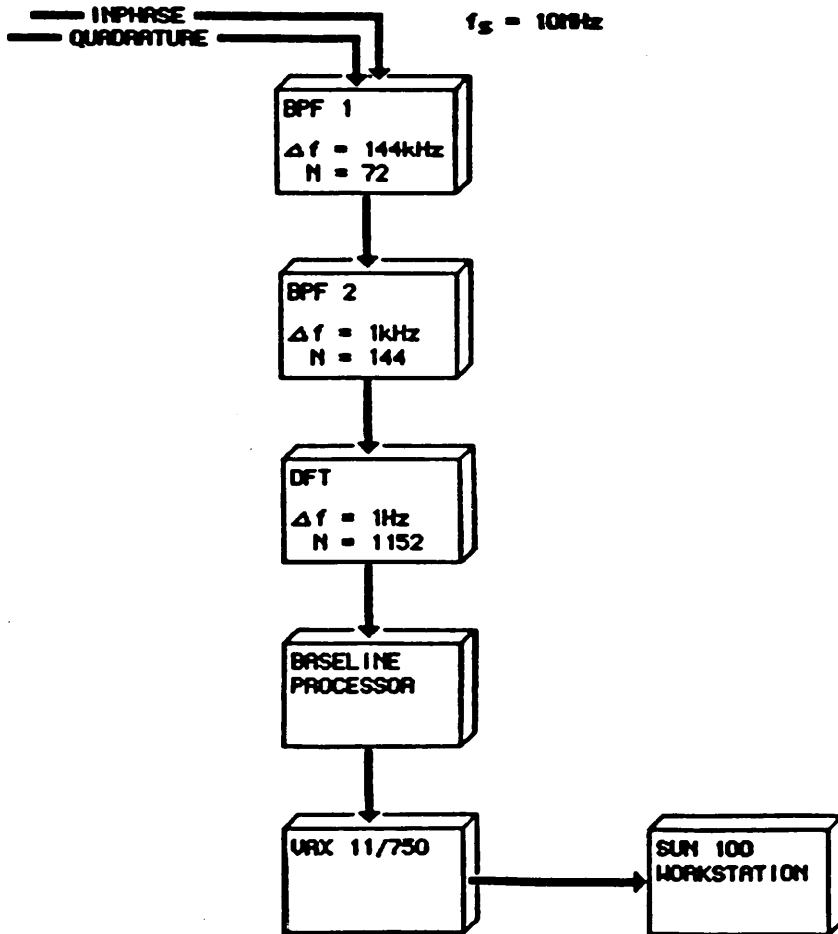 INPHASE
QUADRATURE
fS = 10MHz
BPF 1
Δf = 144kHz
N = 72
BPF 2
Δf = 1kHz
N = 144
DFT
Δf = 1Hz
N = 1152
BASELINE
PROCESSOR
VAX 11/750
SUN 100
WORKSTATION